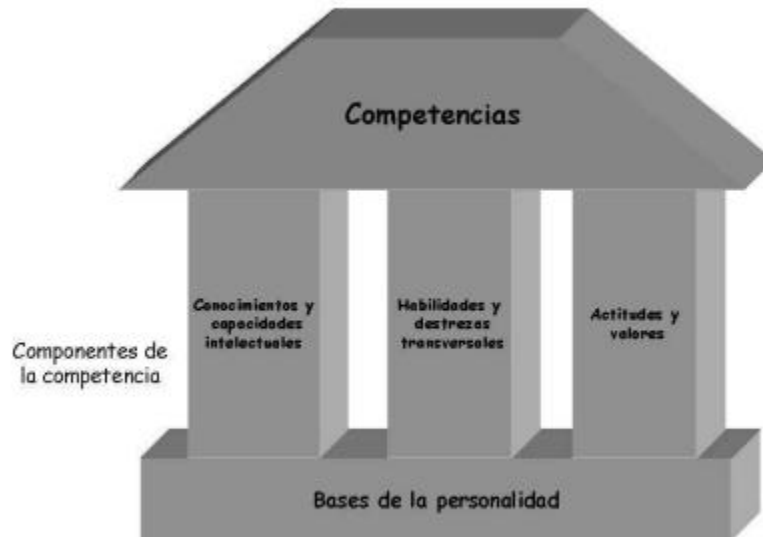 Competencias
Conocimientos y
capacidades
intelectuales
Habilidades y
destrezas
transversales
Actitudes y
valores
Componentes de
la competencia
Bases de la personalidad